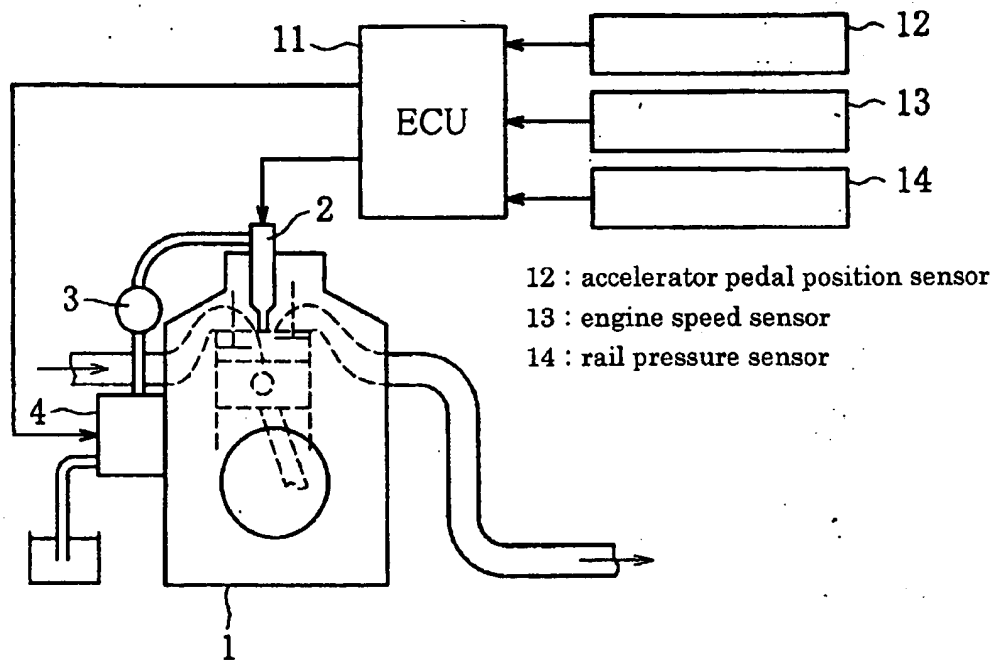 11
12
ECU
13
14
2
3
12 : accelerator pedal position sensor
13 : engine speed sensor
14 : rail pressure sensor
4
1